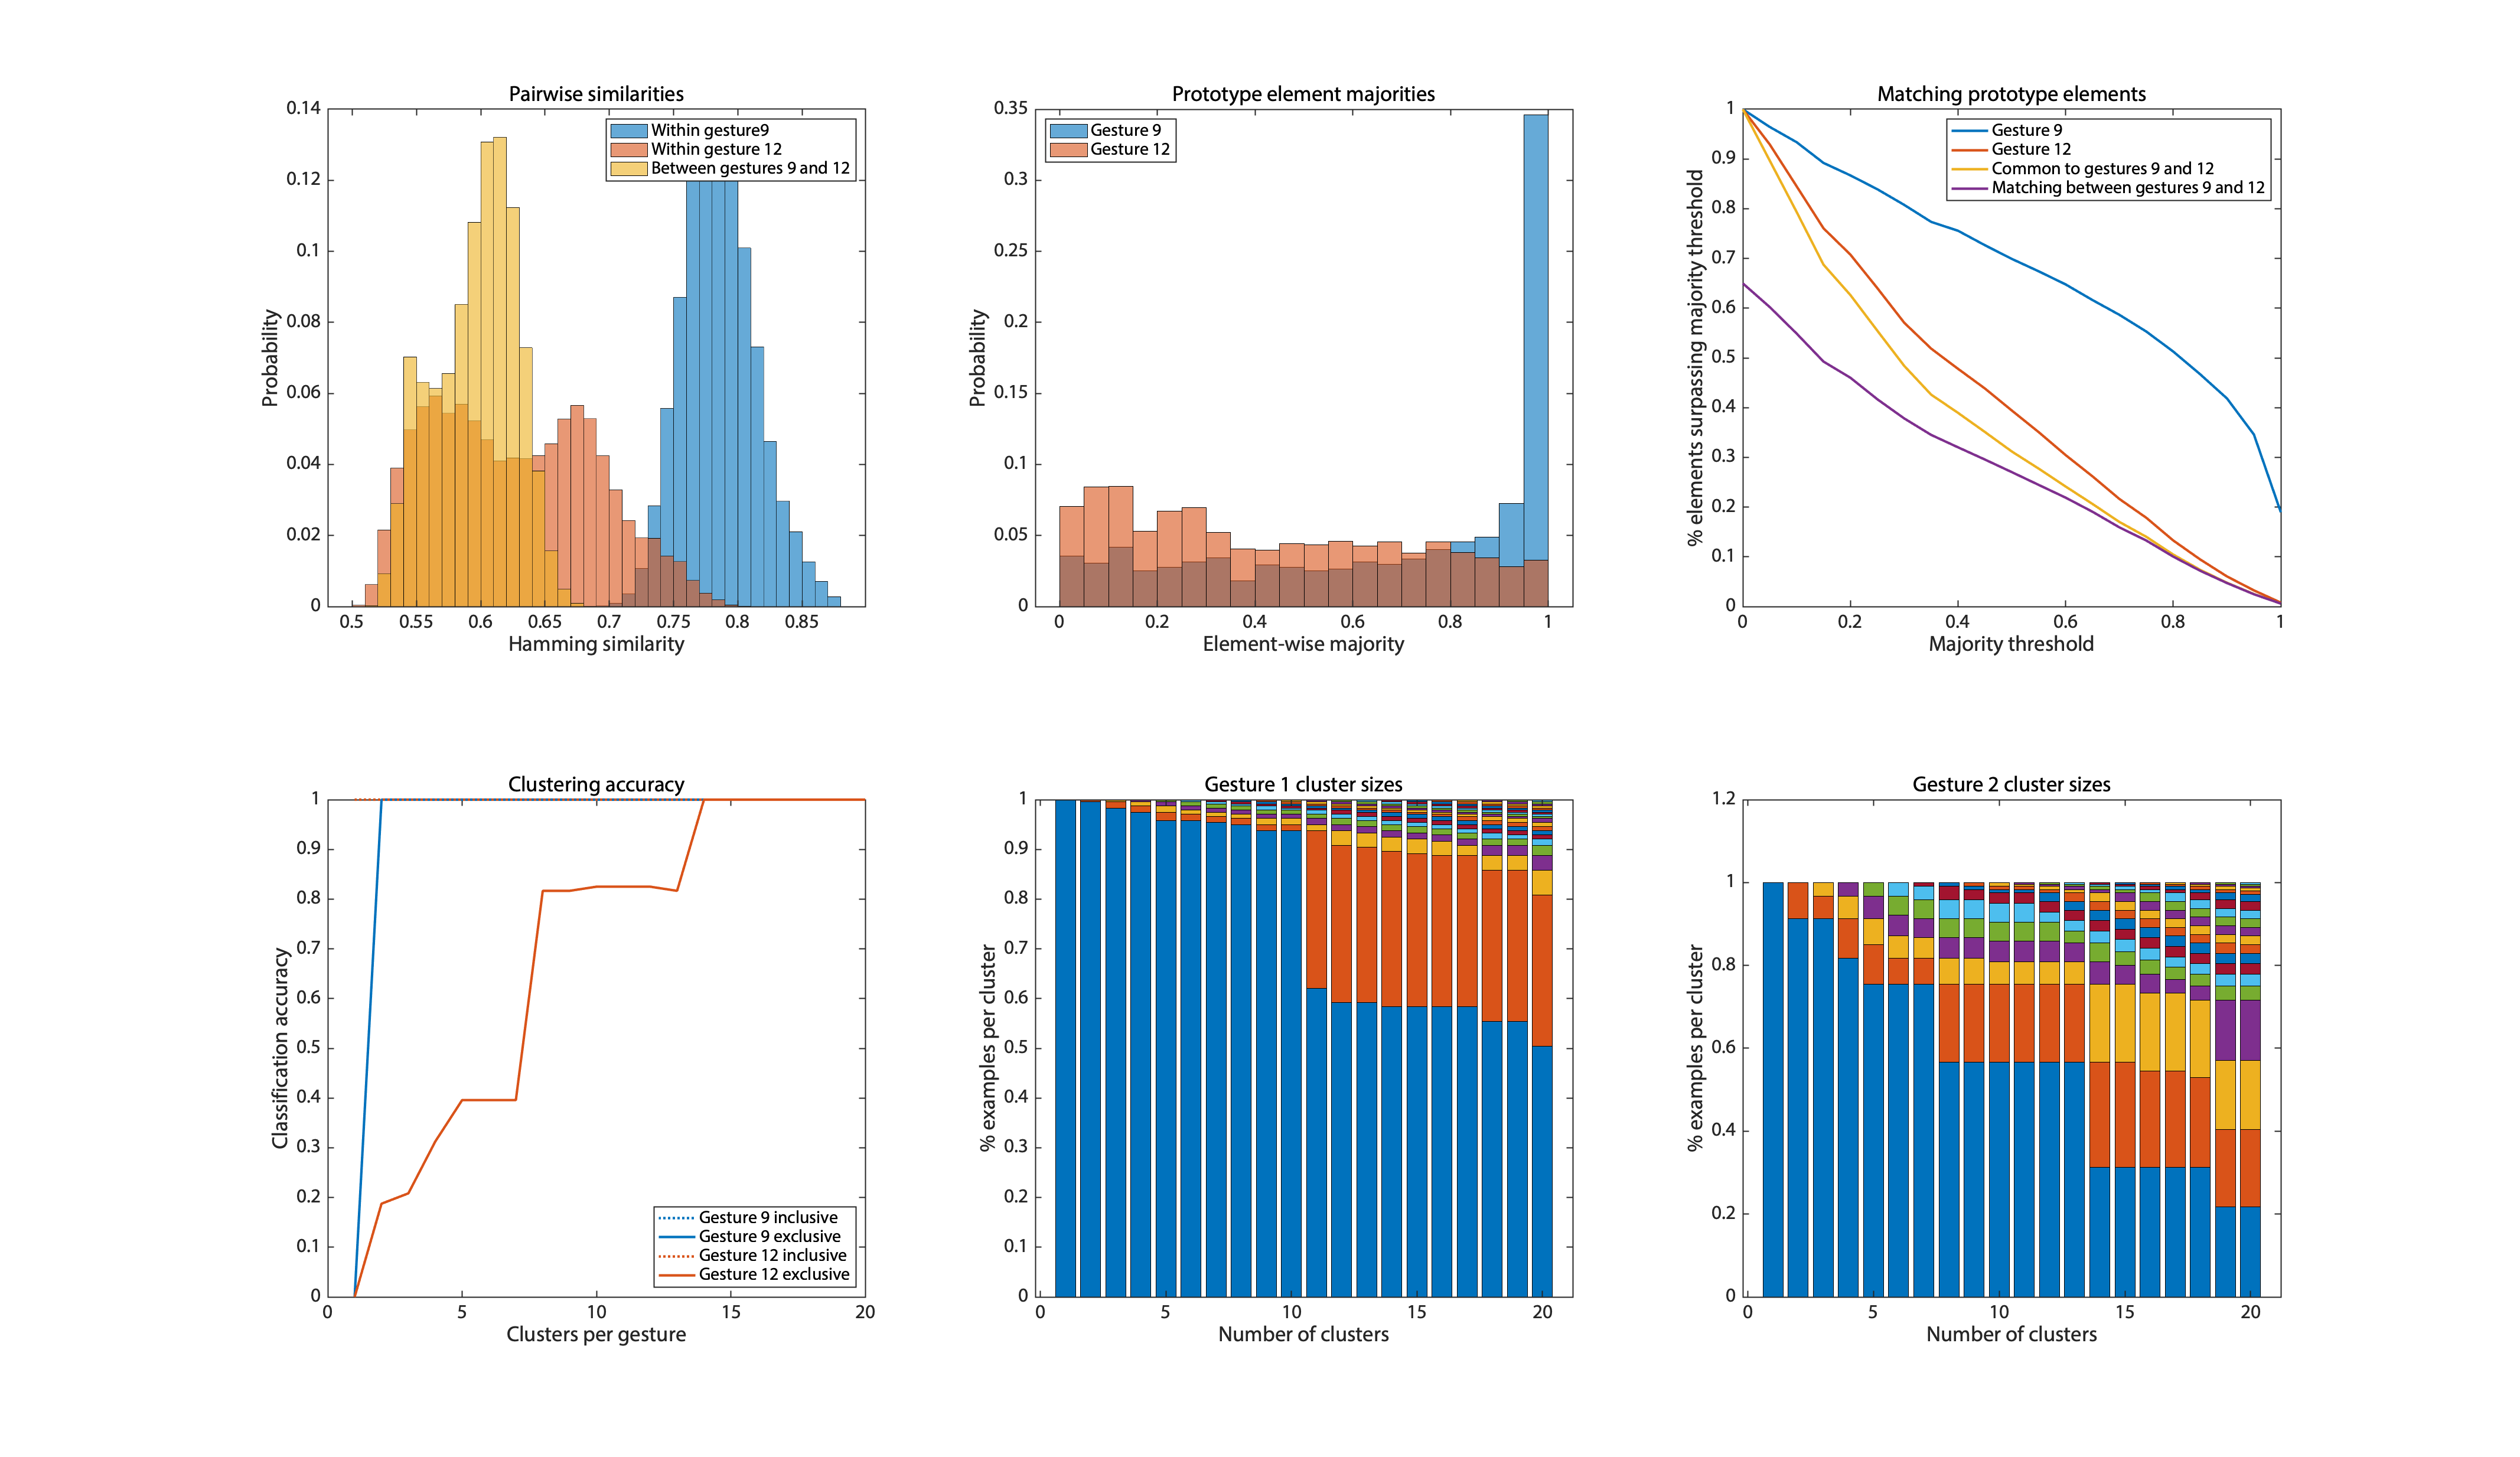 Pairwise similarities
0.14
0.12
0.1
0.08
0.06
0.04
0.02
0
Probability
Within gesture9
Within gesture 12
Between gestures 9 and 12
0.5 0.55 0.6 0.65 0.7 0.75 0.8 0.85
Hamming similarity
Prototype element majorities
0.35
0.3
0.25
0.2
0.15
0.1
0.05
0
Probability
Gesture 9
Gesture 12
0 0.2 0.4 0.6 0.8 1
Element-wise majority
Matching prototype elements
1
0.9
0.8
0.7
0.6
0.5
0.4
0.3
0.2
0.1
0
% elements surpassing majority threshold
Gesture 9
Gesture 12
Common to gestures 9 and 12
Matching between gestures 9 and 12
0 0.2 0.4 0.6 0.8 1
Majority threshold
Clustering accuracy
1
0.9
0.8
0.7
0.6
0.5
0.4
0.3
0.2
0.1
0
Classification accuracy
Gesture 9 inclusive
Gesture 9 exclusive
Gesture 12 inclusive
Gesture 12 exclusive
0 5 10 15 20
Clusters per gesture
Gesture 1 cluster sizes
1
0.9
0.8
0.7
0.6
0.5
0.4
0.3
0.2
0.1
0
% examples per cluster
0 5 10 15 20
Number of clusters
Gesture 2 cluster sizes
1.2
1
0.8
0.6
0.4
0.2
0
% examples per cluster
0 5 10 15 20
Number of clusters